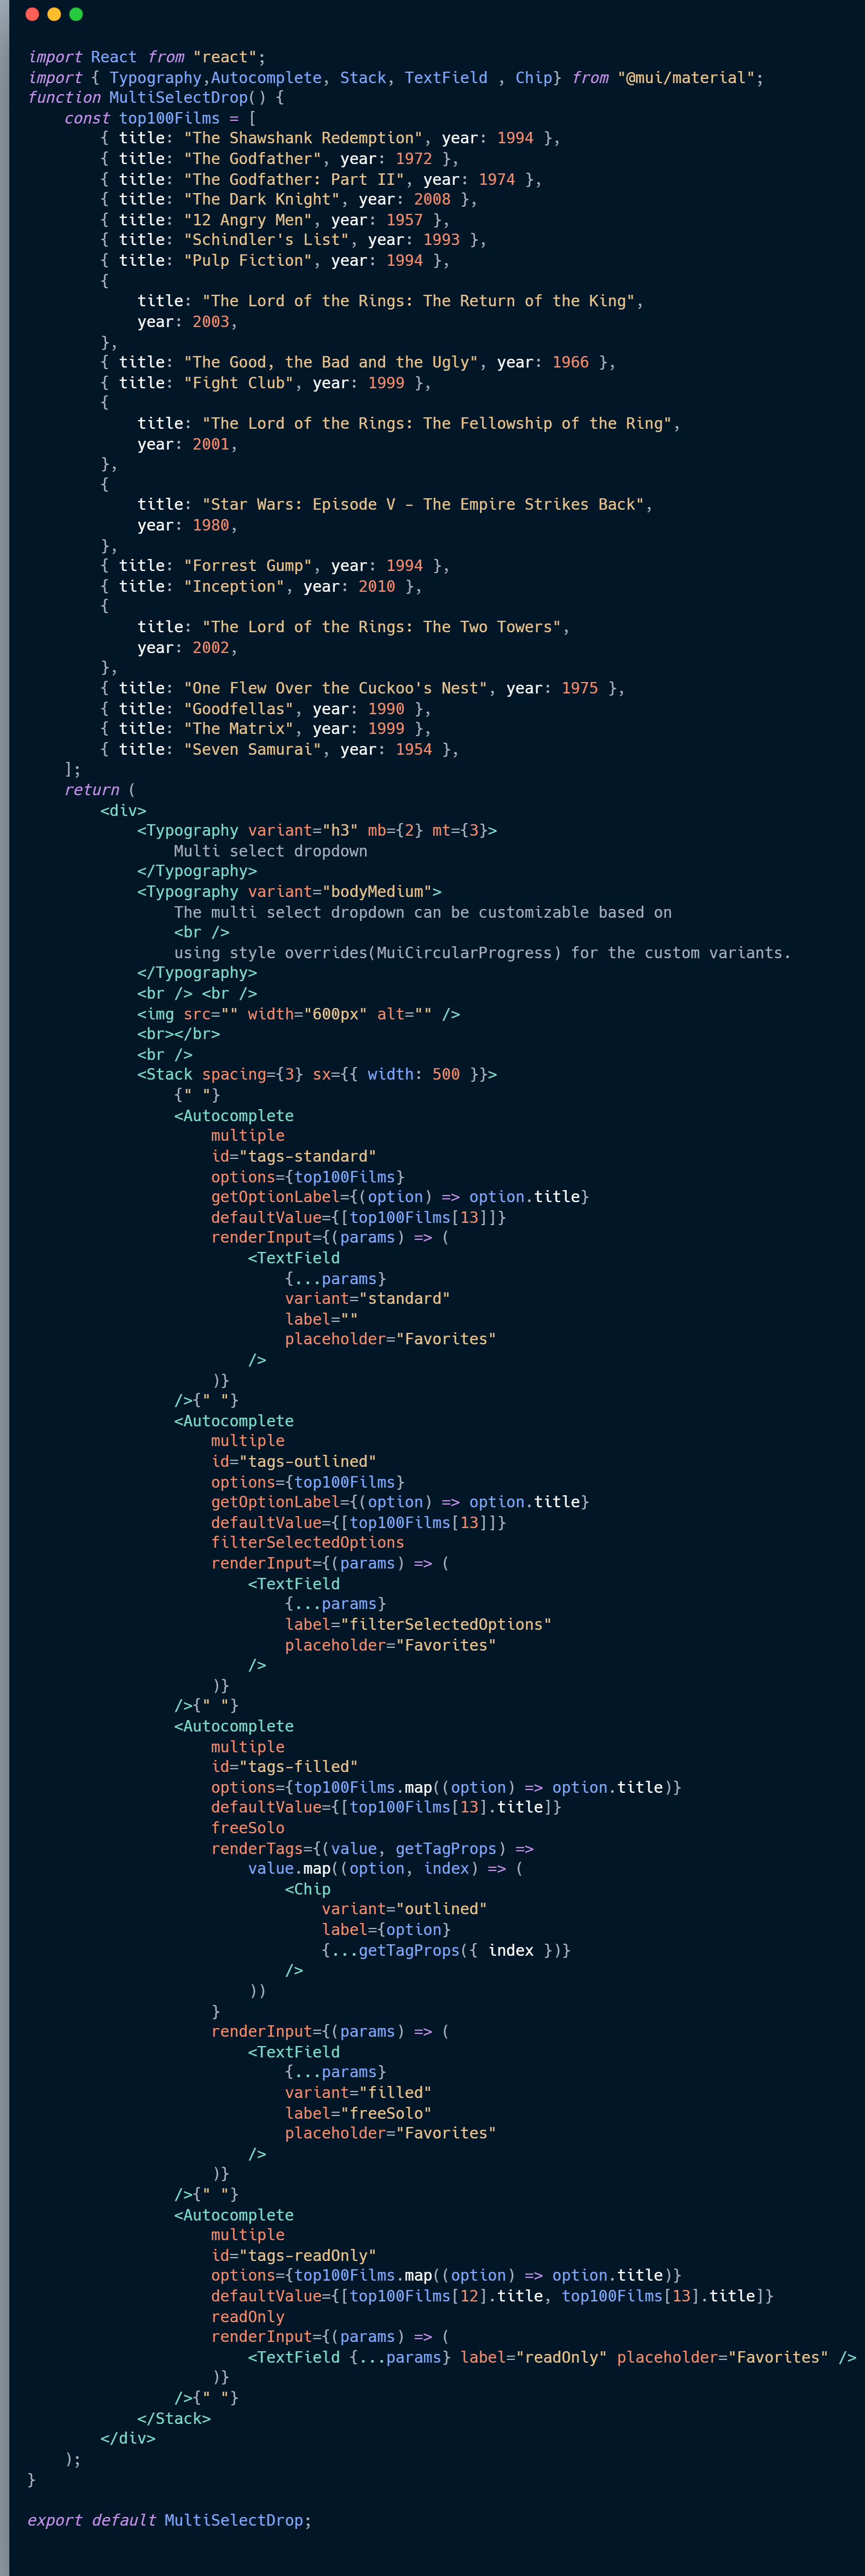 import React from "react";
import { Typography,Autocomplete, Stack, TextField , Chip} from "@mui/material";
function MultiSelectDrop() {
    const top100Films = [
        { title: "The Shawshank Redemption", year: 1994 },
        { title: "The Godfather", year: 1972 },
        { title: "The Godfather: Part II", year: 1974 },
        { title: "The Dark Knight", year: 2008 },
        { title: "12 Angry Men", year: 1957 },
        { title: "Schindler's List", year: 1993 },
        { title: "Pulp Fiction", year: 1994 },
        {
            title: "The Lord of the Rings: The Return of the King",
            year: 2003,
        },
        { title: "The Good, the Bad and the Ugly", year: 1966 },
        { title: "Fight Club", year: 1999 },
        {
            title: "The Lord of the Rings: The Fellowship of the Ring",
            year: 2001,
        },
        {
            title: "Star Wars: Episode V - The Empire Strikes Back",
            year: 1980,
        },
        { title: "Forrest Gump", year: 1994 },
        { title: "Inception", year: 2010 },
        {
            title: "The Lord of the Rings: The Two Towers",
            year: 2002,
        },
        { title: "One Flew Over the Cuckoo's Nest", year: 1975 },
        { title: "Goodfellas", year: 1990 },
        { title: "The Matrix", year: 1999 },
        { title: "Seven Samurai", year: 1954 },
    ];
    return (
        <div>
            <Typography variant="h3" mb={2} mt={3}>
                Multi select dropdown
            </Typography>
            <Typography variant="bodyMedium">
                The multi select dropdown can be customizable based on
                <br />
                using style overrides(MuiCircularProgress) for the custom variants.
            </Typography>
            <br /> <br />
            <img src="" width="600px" alt="" />
            <br></br>
            <br />
            <Stack spacing={3} sx={{ width: 500 }}>
                {" "}
                <Autocomplete
                    multiple
                    id="tags-standard"
                    options={top100Films}
                    getOptionLabel={(option) => option.title}
                    defaultValue={[top100Films[13]]}
                    renderInput={(params) => (
                        <TextField
                            {...params}
                            variant="standard"
                            label=""
                            placeholder="Favorites"
                        />
                    )}
                />{" "}
                <Autocomplete
                    multiple
                    id="tags-outlined"
                    options={top100Films}
                    getOptionLabel={(option) => option.title}
                    defaultValue={[top100Films[13]]}
                    filterSelectedOptions
                    renderInput={(params) => (
                        <TextField
                            {...params}
                            label="filterSelectedOptions"
                            placeholder="Favorites"
                        />
                    )}
                />{" "}
                <Autocomplete
                    multiple
                    id="tags-filled"
                    options={top100Films.map((option) => option.title)}
                    defaultValue={[top100Films[13].title]}
                    freeSolo
                    renderTags={(value, getTagProps) =>
                        value.map((option, index) => (
                            <Chip
                                variant="outlined"
                                label={option}
                                {...getTagProps({ index })}
                            />
                        ))
                    }
                    renderInput={(params) => (
                        <TextField
                            {...params}
                            variant="filled"
                            label="freeSolo"
                            placeholder="Favorites"
                        />
                    )}
                />{" "}
                <Autocomplete
                    multiple
                    id="tags-readOnly"
                    options={top100Films.map((option) => option.title)}
                    defaultValue={[top100Films[12].title, top100Films[13].title]}
                    readOnly
                    renderInput={(params) => (
                        <TextField {...params} label="readOnly" placeholder="Favorites" />
                    )}
                />{" "}
            </Stack>
        </div>
    );
}

export default MultiSelectDrop;